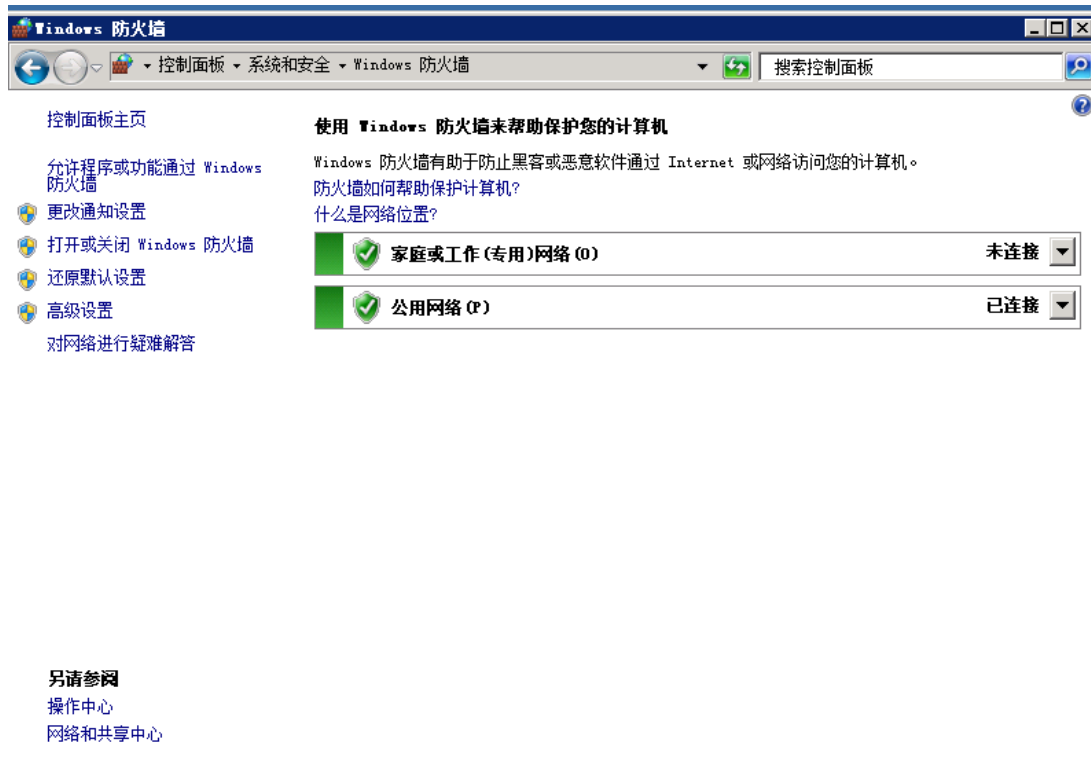 Windows 防火墙
控制面板 系统和安全 Windows 防火墙
搜索控制面板
控制面板主页
允许程序或功能通过 Windows
防火墙
更改通知设置
打开或关闭 Windows 防火墙
还原默认设置
高级设置
对网络进行疑难解答
使用 Windows 防火墙来帮助保护您的计算机
Windows 防火墙有助于防止黑客或恶意软件通过 Internet 或网络访问您的计算机。
防火墙如何帮助保护计算机?
什么是网络位置?
家庭或工作(专用)网络(O) 未连接
公用网络(P) 已连接
另请参阅
操作中心
网络和共享中心